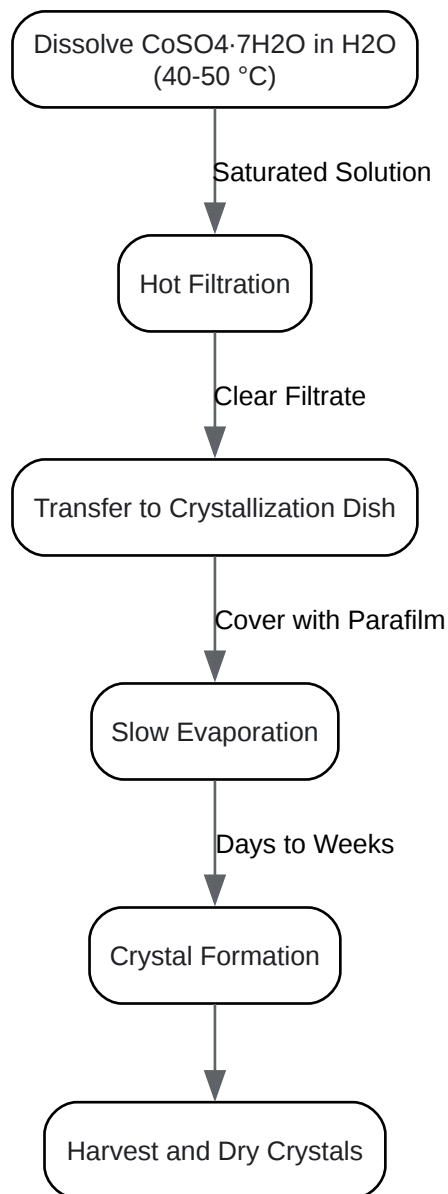 Dissolve CoSO4·7H2O in H2O
(40-50 °C)
Saturated Solution
Hot Filtration
Clear Filtrate
Transfer to Crystallization Dish
Cover with Parafilm
Slow Evaporation
Days to Weeks
Crystal Formation
Harvest and Dry Crystals